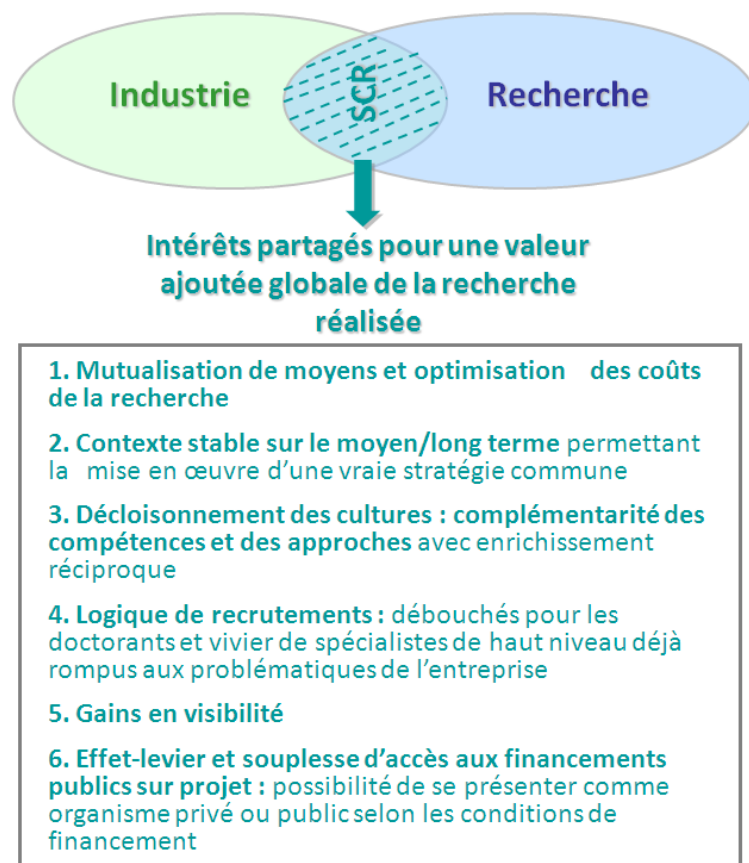 Industrie
SCR
Recherche
Intérêts partagés pour une valeur
ajoutée globale de la recherche
réalisée
1. Mutualisation de moyens et optimisation des coûts
de la recherche
2. Contexte stable sur le moyen/long terme permettant
la mise en œuvre d’une vraie stratégie commune
3. Décloisonnement des cultures : complémentarité des
compétences et des approches avec enrichissement
réciproque
4. Logique de recrutements : débouchés pour les
doctorants et vivier de spécialistes de haut niveau déjà
rompus aux problématiques de l’entreprise
5. Gains en visibilité
6. Effet-levier et souplesse d’accès aux financements
publics sur projet : possibilité de se présenter comme
organisme privé ou public selon les conditions de
financement